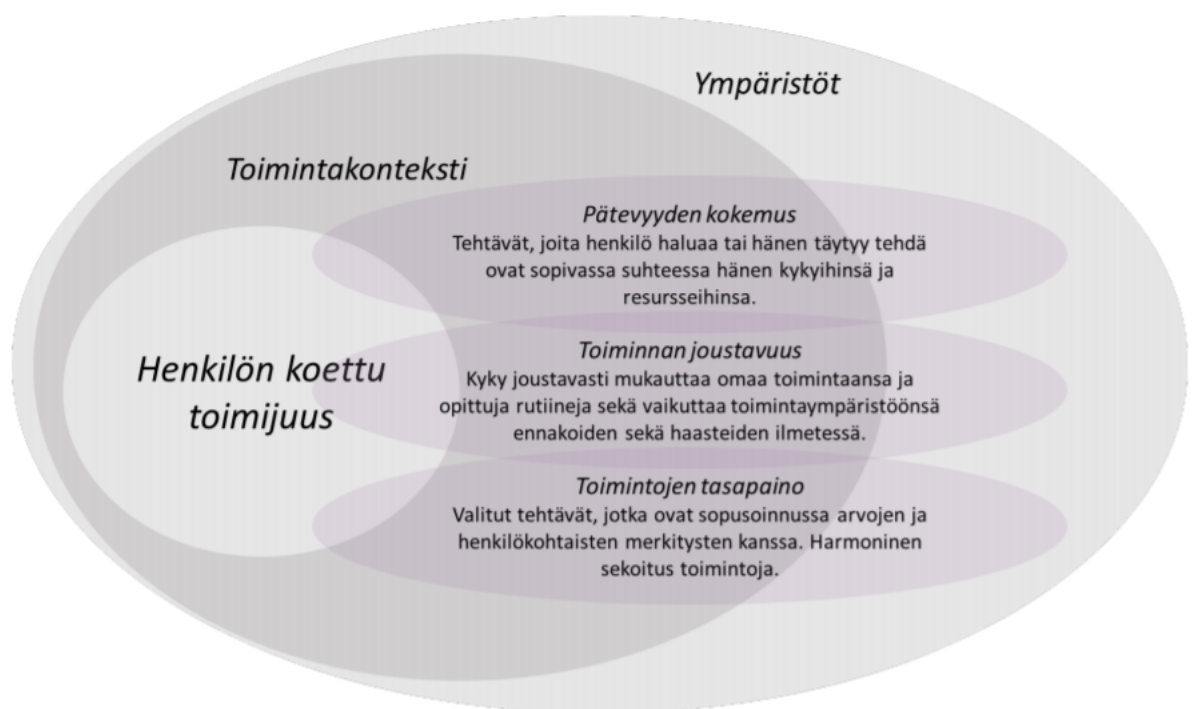 Ympäristöt
Toimintakonteksti
Pätevyyden kokemus
Tehtävät, joita henkilö haluaa tai hänen täytyy tehdä
ovat sopivassa suhteessa hänen kykyihinsä ja
resursseihinsa.
Henkilön koettu
toimijuus
Toiminnan joustavuus
Kyky joustavasti mukauttaa omaa toimintaansa ja
opittuja rutiineja sekä vaikuttaa toimintaympäristöönsä
ennakoiden sekä haasteiden ilmetessä.
Toimintojen tasapaino
Valitut tehtävät, jotka ovat sopusoinnussa arvojen ja
henkilökohtaisten merkitysten kanssa. Harmoninen
sekoitus toimintoja.